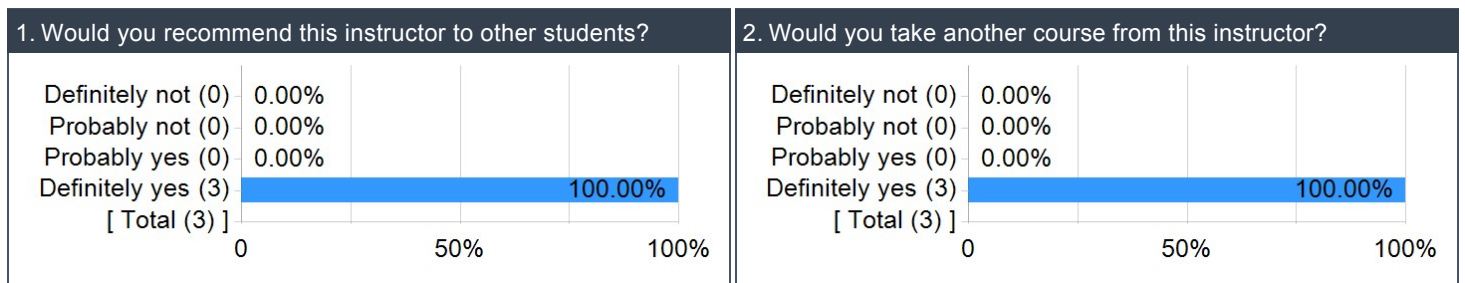 1. Would you recommend this instructor to other students?
Definitely not (0) 0.00%
Probably not (0) 0.00%
Probably yes (0) 0.00%
Definitely yes (3) 100.00%
[ Total (3) ]
0 50% 100%
2. Would you take another course from this instructor?
Definitely not (0) 0.00%
Probably not (0) 0.00%
Probably yes (0) 0.00%
Definitely yes (3) 100.00%
[ Total (3) ]
0 50% 100%